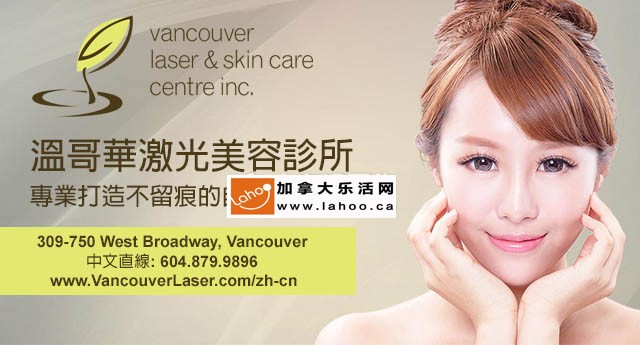 vancouver
laser & skin care
centre inc.
溫哥華激光美容診所
專業打造不留痕的
Lahoo
加拿大乐活网
www.lahoo.ca
309-750 West Broadway, Vancouver
中文直線: 604.879.9896
www.VancouverLaser.com/zh-cn